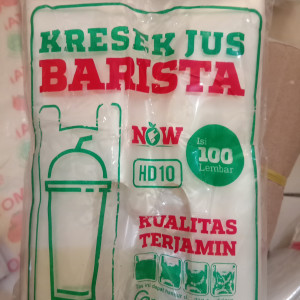 KRESEK JUS
BARISTA
NOW
Isi
100
Lembar
HD10
KUALITAS
TERJAMIN